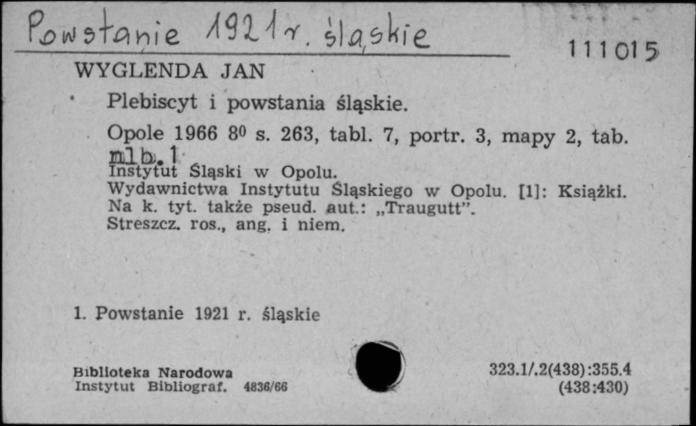 Powstanie 1921 r. śląskie
111015
WYGLENDA JAN
Plebiscyt i powstania śląskie.
Opole 1966 8⁰ s. 263, tabl. 7, portr. 3, mapy 2, tab.
nlb. 1
Instytut Śląski w Opolu.
Wydawnictwa Instytutu Śląskiego w Opolu. [1]: Książki.
Na k. tyt. także pseud. aut.: „Traugutt”.
Streszcz. ros., ang. i niem.
1. Powstanie 1921 r. śląskie
Biblioteka Narodowa
Instytut Bibliograf. 4836/66
323.1/.2(438):355.4
(438:430)